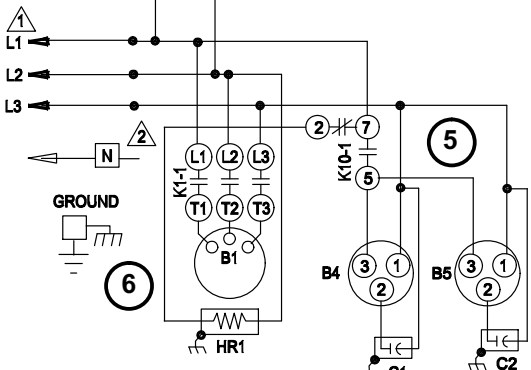 1
L1
L2
L3
2
N
GROUND
L1 L2 L3
K1-1
T1 T2 T3
B1
6
HR1
2 7
K10-1
5
5
B4
3 1
2
B5
3 1
2
C1
C2